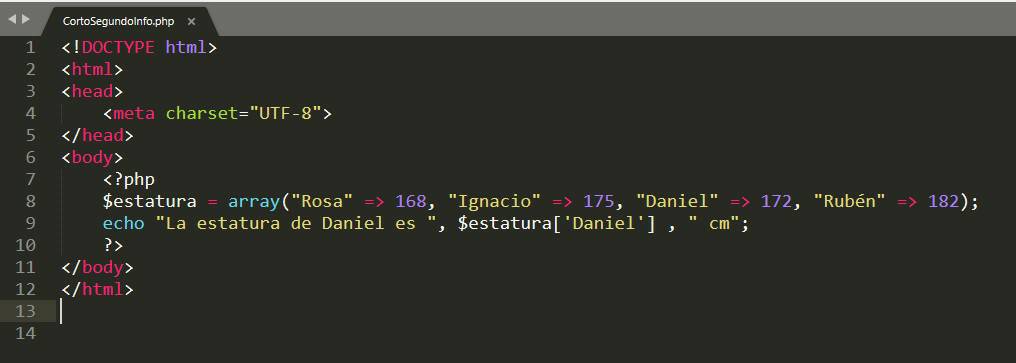 CortoSegundoInfo.php ×
1 <!DOCTYPE html>
2 <html>
3 <head>
4     <meta charset="UTF-8">
5 </head>
6 <body>
7     <?php
8     $estatura = array("Rosa" => 168, "Ignacio" => 175, "Daniel" => 172, "Rubén" => 182);
9     echo "La estatura de Daniel es ", $estatura['Daniel'] , " cm";
10     ?>
11 </body>
12 </html>
13
14